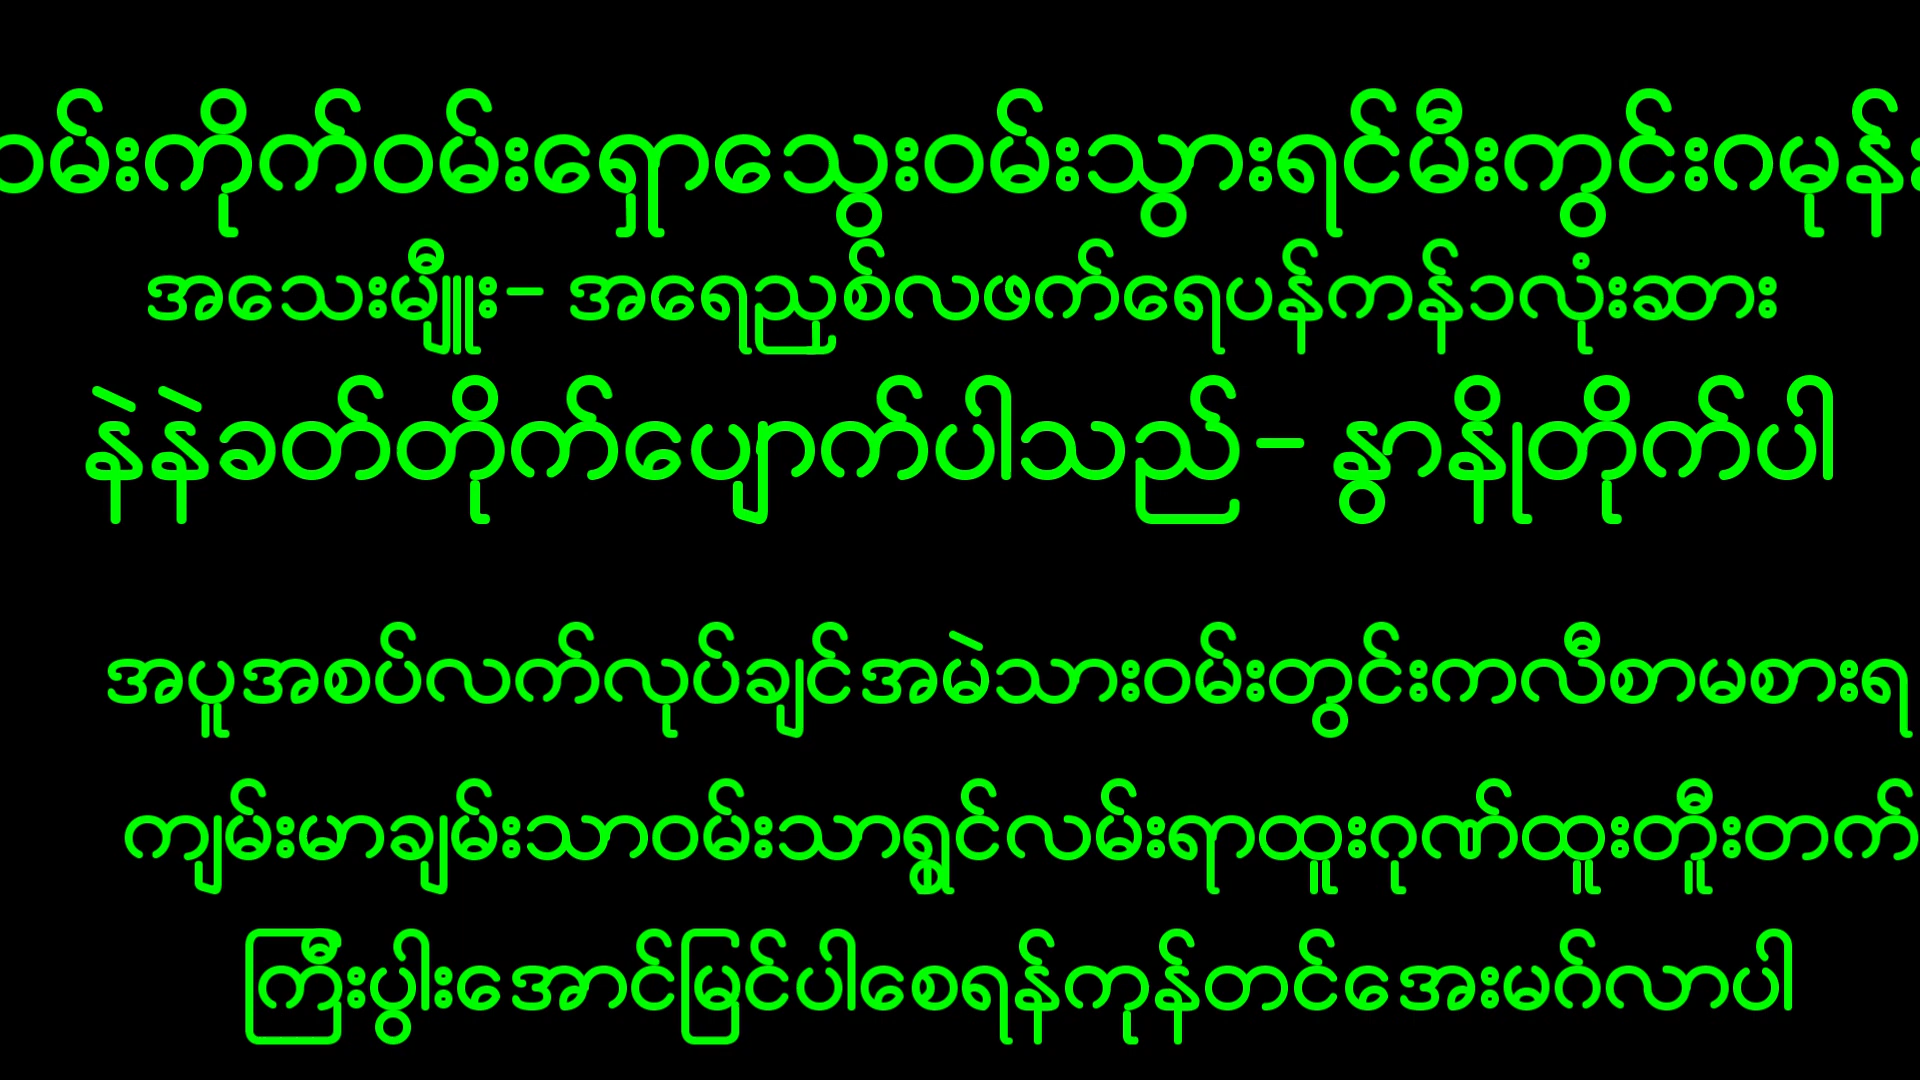 ဝမ်းကိုက်ဝမ်းရှောသွေးဝမ်းသွားရင်မီးကွင်းဂမုန်း
အသေးမျိူး- အရေညှစ်လဖက်ရေပန်ကန်၁လုံးဆား
နဲနဲခတ်တိုက်ပျောက်ပါသည်- နွာနို့တိုက်ပါ
အပူအစပ်လက်လုပ်ချင်အမဲသားဝမ်းတွင်းကလီစာမစားရ
ကျမ်းမာချမ်းသာဝမ်းသာရွှင်လမ်းရာထူးဂုဏ်ထူးတိူးတက်
ကြီးပွါးအောင်မြင်ပါစေရန်ကုန်တင်အေးမင်္ဂလာပါ